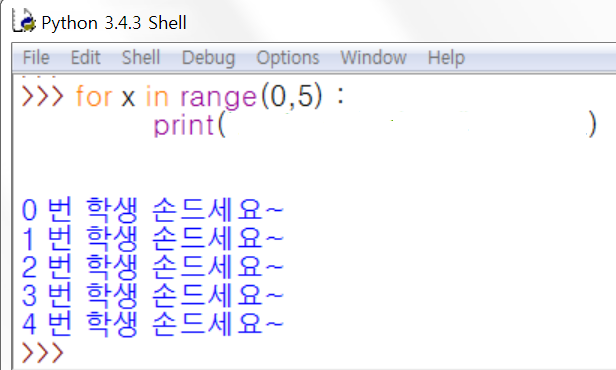 Python 3.4.3 Shell
File Edit Shell Debug Options Window Help
>>> for x in range(0,5) :
print( )
0 번 학생 손드세요~
1 번 학생 손드세요~
2 번 학생 손드세요~
3 번 학생 손드세요~
4 번 학생 손드세요~
>>>